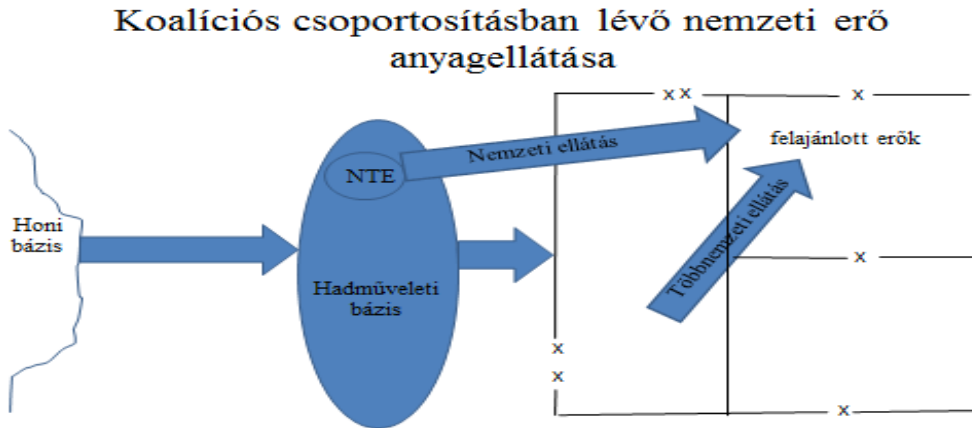 Koalíciós csoportosításban lévő nemzeti erő
anyagellátása
x x
x
felajánlott erők
Nemzeti ellátás
NTE
Honi
bázis
Többnemzeti ellátás
x
Hadműveleti
bázis
x
x
x